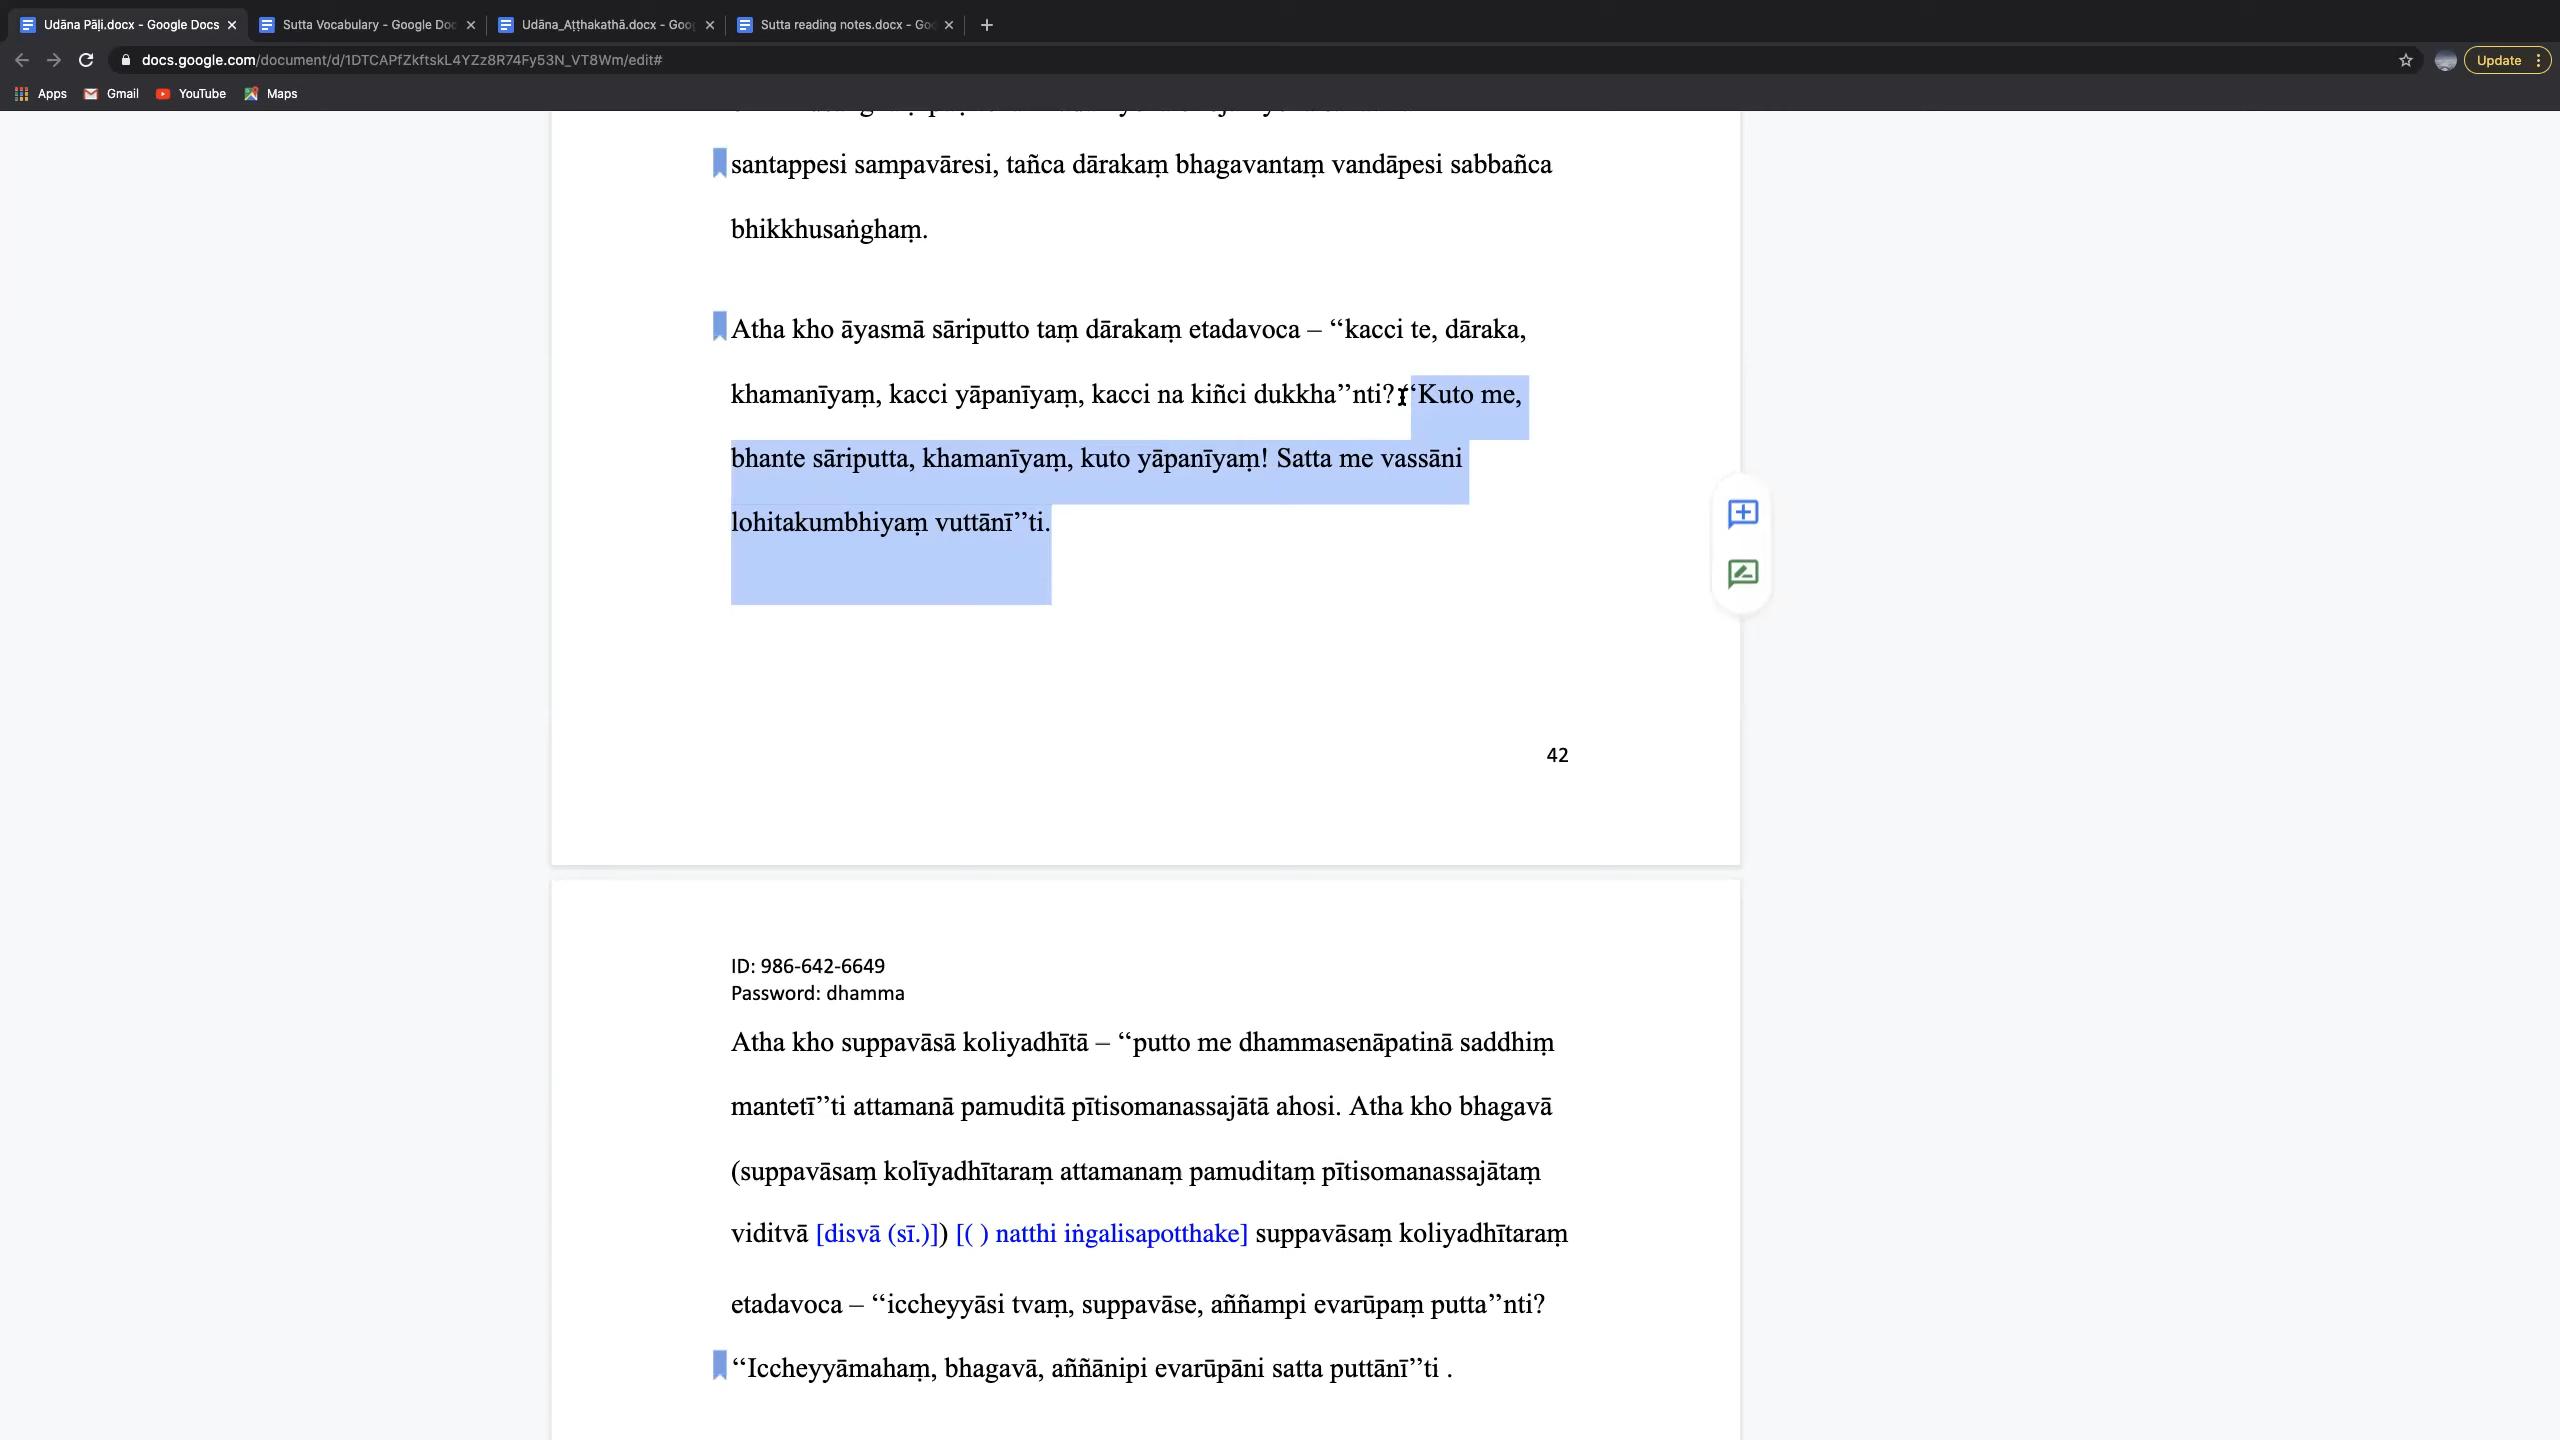 Udāna Pāḷi.docx - Google Docs
Sutta Vocabulary - Google Doc
Udāna_Aṭṭhakathā.docx - Goo
Sutta reading notes.docx - Go
docs.google.com/document/d/1DTCAPfZkftskL4YZz8R74Fy53N_VT8Wm/edit#
Update
Apps
Gmail
YouTube
Maps
santappesi sampavāresi, tañca dārakaṃ bhagavantaṃ vandāpesi sabbañca
bhikkhusaṅghaṃ.
Atha kho āyasmā sāriputto taṃ dārakaṃ etadavoca – ‘‘kacci te, dāraka,
khamanīyaṃ, kacci yāpanīyaṃ, kacci na kiñci dukkha’’nti? ‘‘Kuto me,
bhante sāriputta, khamanīyaṃ, kuto yāpanīyaṃ! Satta me vassāni
lohitakumbhiyaṃ vuttānī’’ti.
42
ID: 986-642-6649
Password: dhamma
Atha kho suppavāsā koliyadhītā – ‘‘putto me dhammasenāpatinā saddhiṃ
mantetī’’ti attamanā pamuditā pītisomanassajātā ahosi. Atha kho bhagavā
(suppavāsaṃ kolīyadhītaraṃ attamanaṃ pamuditaṃ pītisomanassajātaṃ
viditvā [disvā (sī.)]) [( ) natthi iṅgalisapotthake] suppavāsaṃ koliyadhītaraṃ
etadavoca – ‘‘iccheyyāsi tvaṃ, suppavāse, aññampi evarūpaṃ putta’’nti?
‘‘Iccheyyāmahaṃ, bhagavā, aññānipi evarūpāni satta puttānī’’ti .